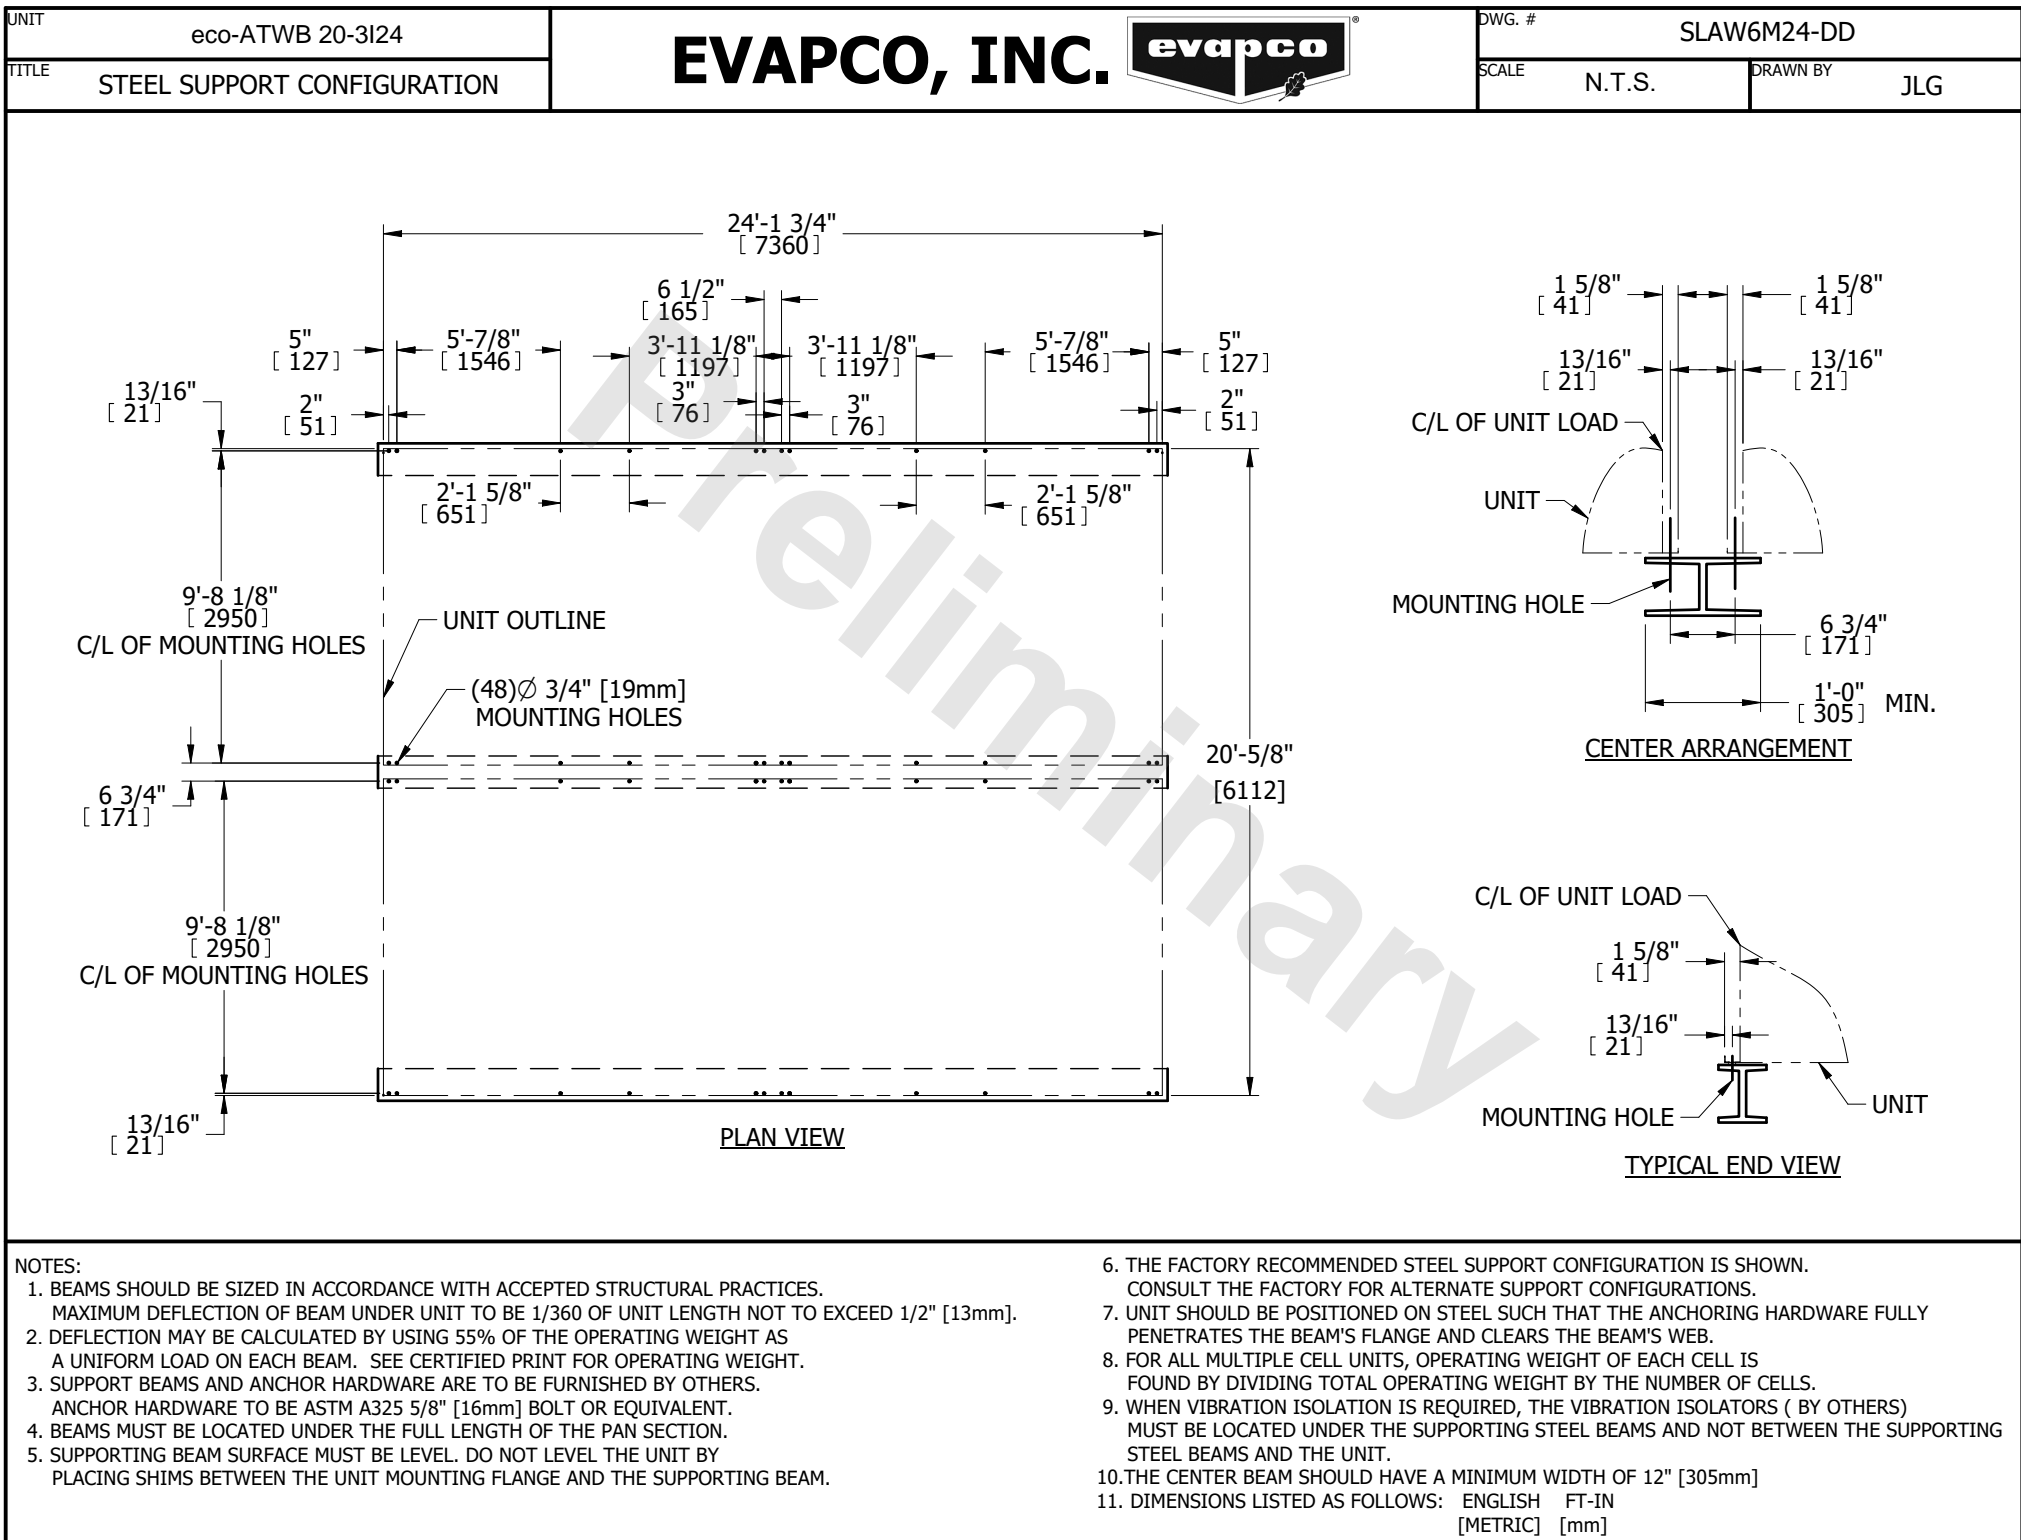 UNIT
eco-ATWB 20-3I24
TITLE
STEEL SUPPORT CONFIGURATION
EVAPCO, INC.
evapco
®
DWG. #
SLAW6M24-DD
SCALE
N.T.S.
DRAWN BY
JLG
24'-1 3/4"
[ 7360]
6 1/2"
[ 165]
5"
[ 127]
5'-7/8"
[ 1546]
3'-11 1/8"
[ 1197]
3'-11 1/8"
[ 1197]
5'-7/8"
[ 1546]
5"
[ 127]
13/16"
[ 21]
2"
[ 51]
3"
[ 76]
3"
[ 76]
2"
[ 51]
2'-1 5/8"
[ 651]
2'-1 5/8"
[ 651]
9'-8 1/8"
[ 2950]
C/L OF MOUNTING HOLES
UNIT OUTLINE
(48)Ø 3/4" [19mm]
MOUNTING HOLES
6 3/4"
[ 171]
20'-5/8"
[6112]
9'-8 1/8"
[ 2950]
C/L OF MOUNTING HOLES
13/16"
[ 21]
PLAN VIEW
Preliminary
1 5/8"
[ 41]
1 5/8"
[ 41]
13/16"
[ 21]
13/16"
[ 21]
C/L OF UNIT LOAD
UNIT
MOUNTING HOLE
6 3/4"
[ 171]
1'-0"
[ 305]
MIN.
CENTER ARRANGEMENT
C/L OF UNIT LOAD
1 5/8"
[ 41]
13/16"
[ 21]
MOUNTING HOLE
UNIT
TYPICAL END VIEW
NOTES:
1. BEAMS SHOULD BE SIZED IN ACCORDANCE WITH ACCEPTED STRUCTURAL PRACTICES.
MAXIMUM DEFLECTION OF BEAM UNDER UNIT TO BE 1/360 OF UNIT LENGTH NOT TO EXCEED 1/2" [13mm].
2. DEFLECTION MAY BE CALCULATED BY USING 55% OF THE OPERATING WEIGHT AS
A UNIFORM LOAD ON EACH BEAM. SEE CERTIFIED PRINT FOR OPERATING WEIGHT.
3. SUPPORT BEAMS AND ANCHOR HARDWARE ARE TO BE FURNISHED BY OTHERS.
ANCHOR HARDWARE TO BE ASTM A325 5/8" [16mm] BOLT OR EQUIVALENT.
4. BEAMS MUST BE LOCATED UNDER THE FULL LENGTH OF THE PAN SECTION.
5. SUPPORTING BEAM SURFACE MUST BE LEVEL. DO NOT LEVEL THE UNIT BY
PLACING SHIMS BETWEEN THE UNIT MOUNTING FLANGE AND THE SUPPORTING BEAM.
6. THE FACTORY RECOMMENDED STEEL SUPPORT CONFIGURATION IS SHOWN.
CONSULT THE FACTORY FOR ALTERNATE SUPPORT CONFIGURATIONS.
7. UNIT SHOULD BE POSITIONED ON STEEL SUCH THAT THE ANCHORING HARDWARE FULLY
PENETRATES THE BEAM'S FLANGE AND CLEARS THE BEAM'S WEB.
8. FOR ALL MULTIPLE CELL UNITS, OPERATING WEIGHT OF EACH CELL IS
FOUND BY DIVIDING TOTAL OPERATING WEIGHT BY THE NUMBER OF CELLS.
9. WHEN VIBRATION ISOLATION IS REQUIRED, THE VIBRATION ISOLATORS ( BY OTHERS)
MUST BE LOCATED UNDER THE SUPPORTING STEEL BEAMS AND NOT BETWEEN THE SUPPORTING
STEEL BEAMS AND THE UNIT.
10.THE CENTER BEAM SHOULD HAVE A MINIMUM WIDTH OF 12" [305mm]
11. DIMENSIONS LISTED AS FOLLOWS: ENGLISH FT-IN
[METRIC] [mm]